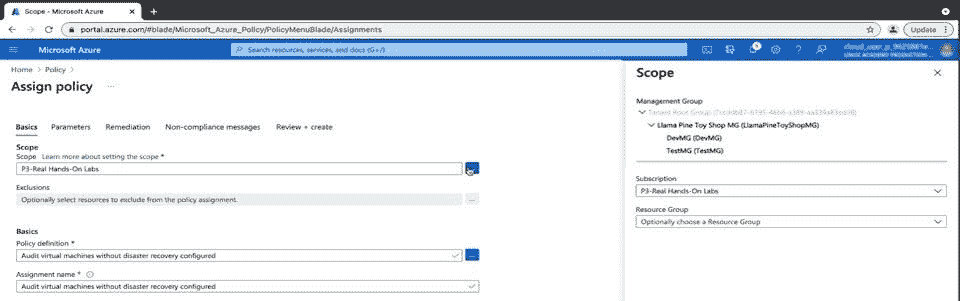 Scope - Microsoft Azure
portal.azure.com/#blade/Microsoft_Azure_Policy/PolicyMenuBlade/Assignments
Update
Microsoft Azure
Search resources, services, and docs (G+/)
Home > Policy >
Assign policy
Basics Parameters Remediation Non-compliance messages Review + create
Scope
Scope Learn more about setting the scope *
P3-Real Hands-On Labs
Exclusions
Optionally select resources to exclude from the policy assignment.
Basics
Policy definition *
Audit virtual machines without disaster recovery configured
Assignment name *
Audit virtual machines without disaster recovery configured
Scope
Management Group
Tenant Root Group
Llama Pine Toy Shop MG (LlamaPineToyShopMG)
DevMG (DevMG)
TestMG (TestMG)
Subscription
P3-Real Hands-On Labs
Resource Group
Optionally choose a Resource Group